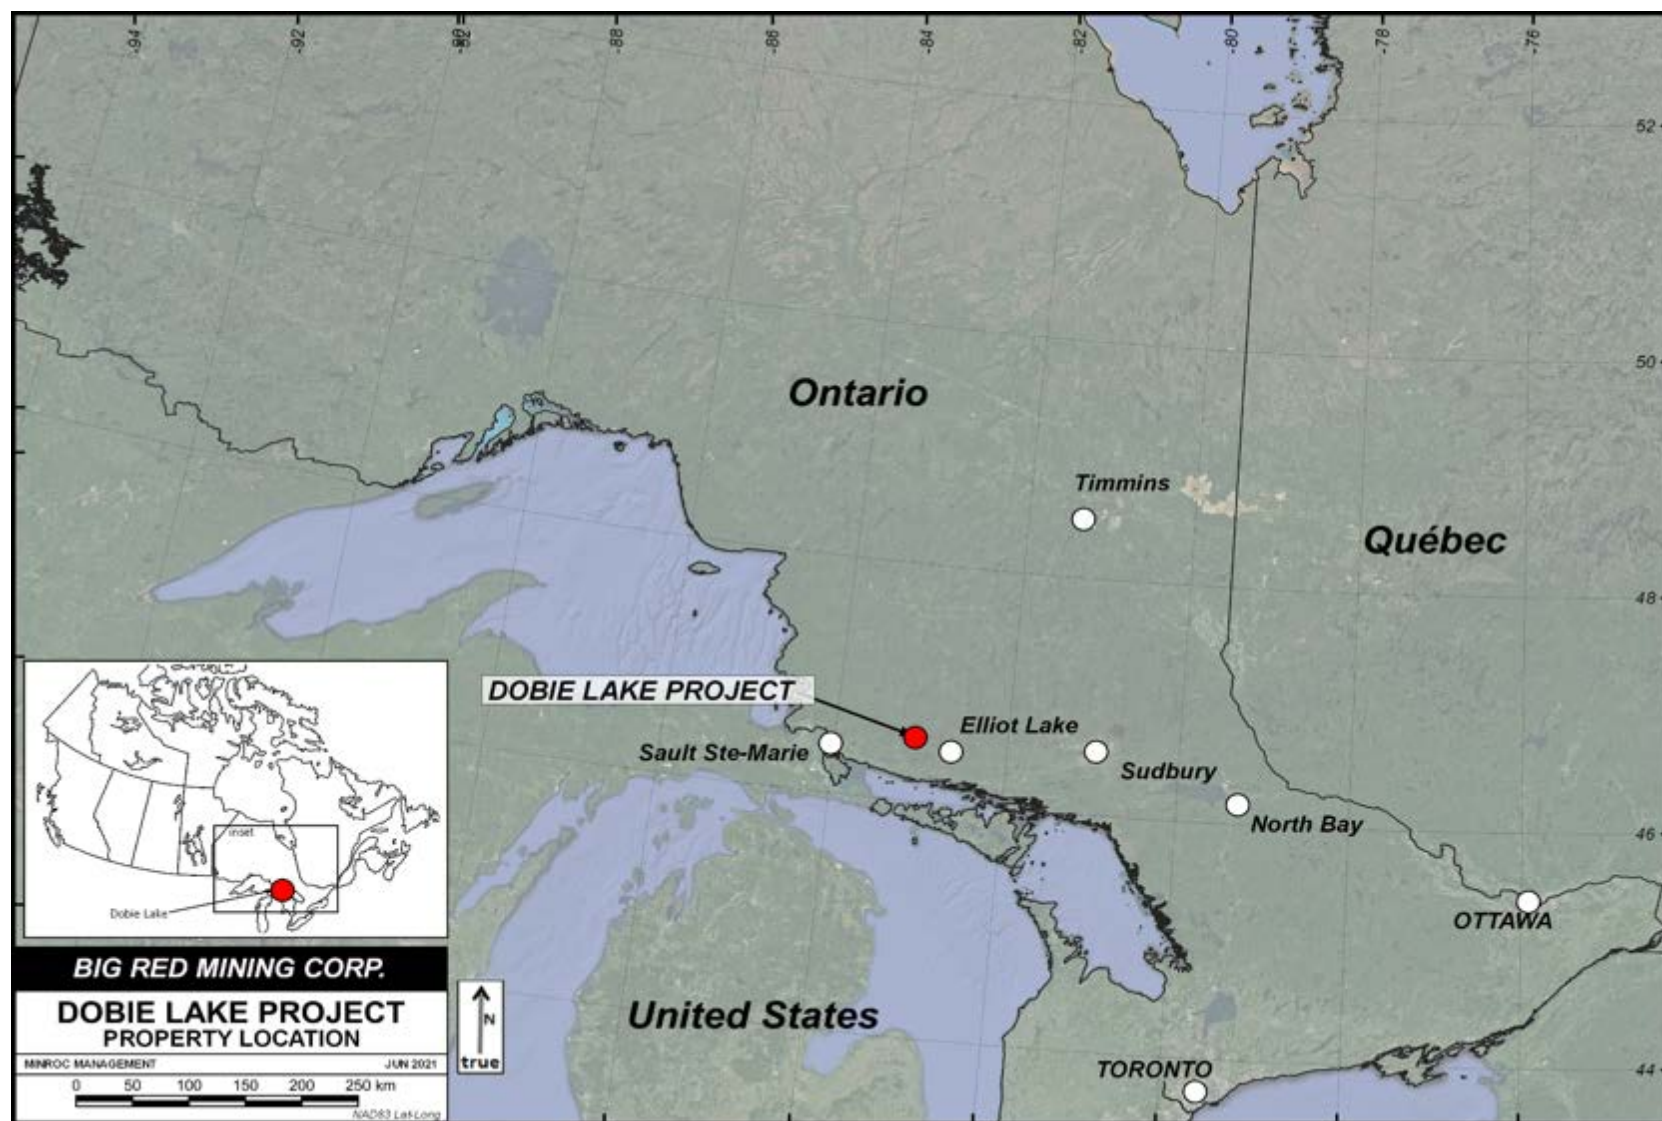 -94 -92 -90 -88 -86 -84 -82 -80 -78 -76
52
50
Ontario
Timmins
Québec
48
DOBIE LAKE PROJECT
Elliot Lake
Sault Ste-Marie
Sudbury
North Bay
46
inset
Dobie Lake
OTTAWA
BIG RED MINING CORP.
DOBIE LAKE PROJECT
PROPERTY LOCATION
MINROC MANAGEMENT JUN 2021
0 50 100 150 200 250 km
NAD83 Lat-Long
N
true
United States
TORONTO
44